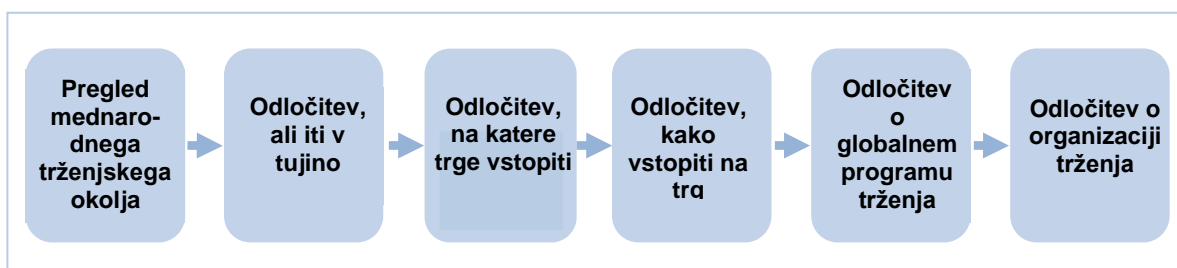 Pregled
mednaro-
dnega
trženjskega
okolja
Odločitev,
ali iti v
tujino
Odločitev,
na katere
trge vstopiti
Odločitev,
kako
vstopiti na
trg
Odločitev
o
globalnem
programu
trženja
Odločitev o
organizaciji
trženja